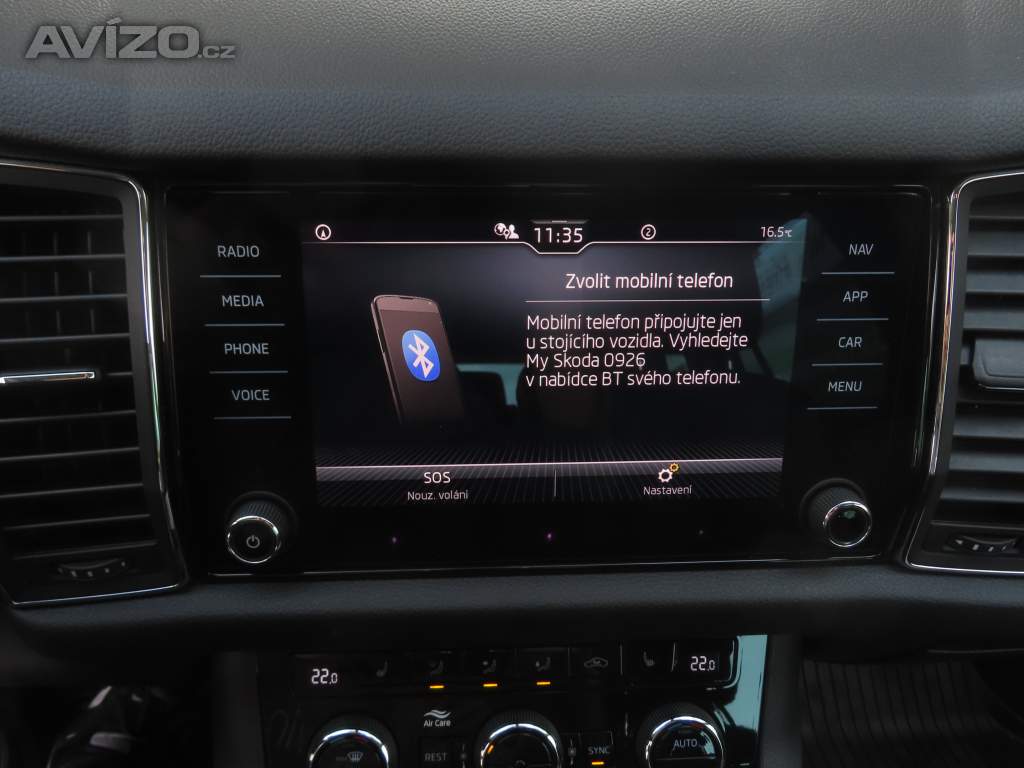 AVÍZO.cz
11:35
2
16.5°C
RADIO
MEDIA
PHONE
VOICE
Zvolit mobilní telefon
Mobilní telefon připojujte jen
u stojícího vozidla. Vyhledejte
My Skoda 0926
v nabídce BT svého telefonu.
SOS
Nouz. volání
Nastavení
NAV
APP
CAR
MENU
22.0
22.0
Air Care
REST
SYNC
AUTO